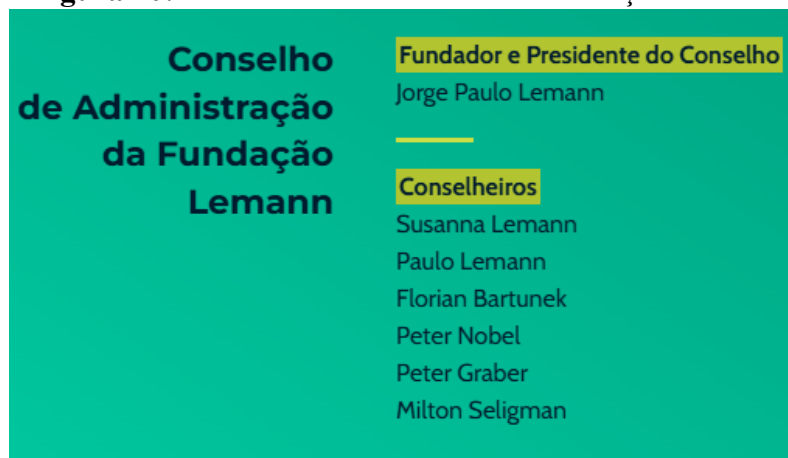 Conselho
de Administração
da Fundação
Lemann
Fundador e Presidente do Conselho
Jorge Paulo Lemann
Conselheiros
Susanna Lemann
Paulo Lemann
Florian Bartunek
Peter Nobel
Peter Graber
Milton Seligman